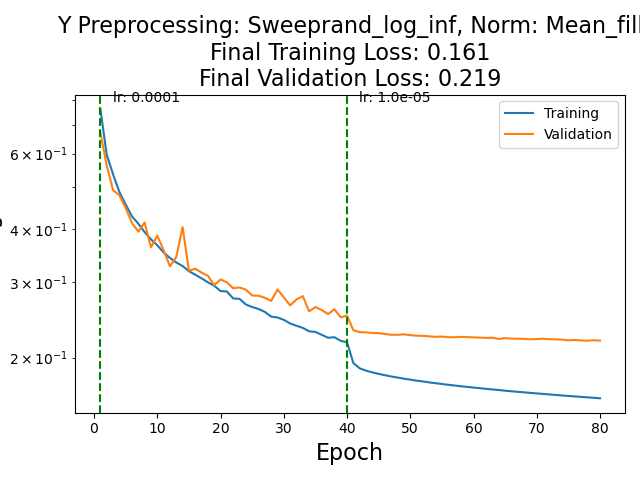 Y Preprocessing: Sweeprand_log_inf, Norm: Mean_fill
Final Training Loss: 0.161
Final Validation Loss: 0.219
lr: 0.0001
lr: 1.0e-05
Training
Validation
6 × 10⁻¹
4 × 10⁻¹
3 × 10⁻¹
2 × 10⁻¹
0 10 20 30 40 50 60 70 80
Epoch